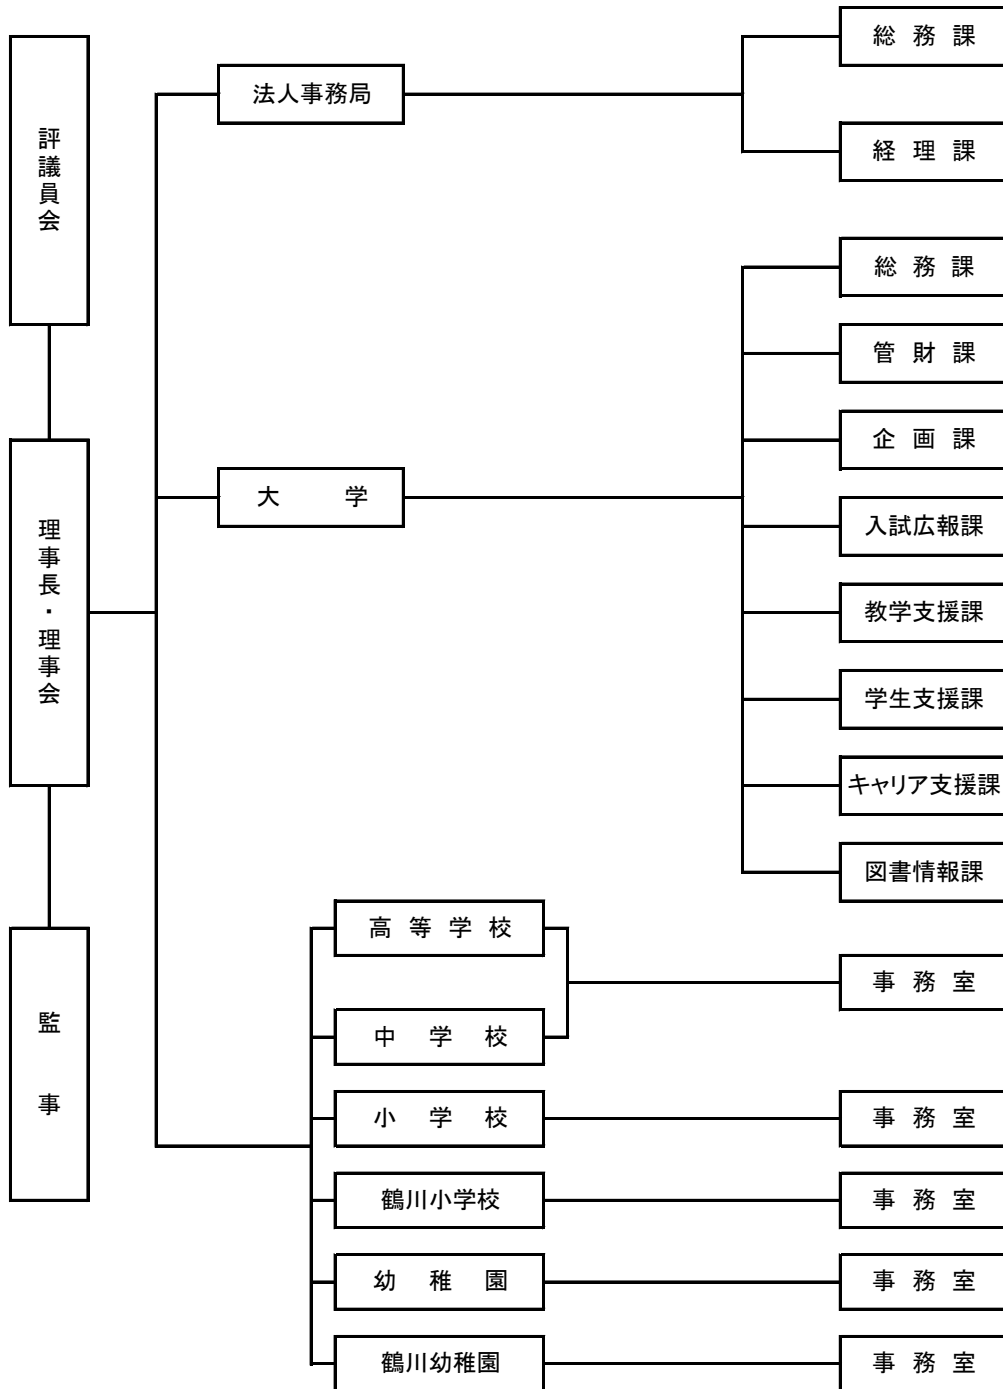 評議員会
理事長・理事会
監事
法人事務局
総務課
経理課
大学
総務課
管財課
企画課
入試広報課
教学支援課
学生支援課
キャリア支援課
図書情報課
高等学校
中学校
事務室
小学校
事務室
鶴川小学校
事務室
幼稚園
事務室
鶴川幼稚園
事務室